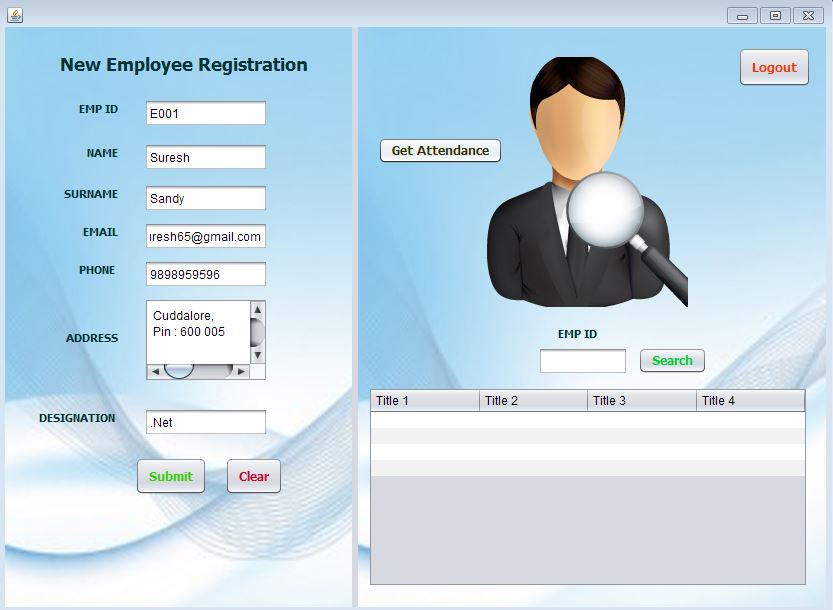 New Employee Registration
EMP ID
E001
NAME
Suresh
SURNAME
Sandy
EMAIL
resh65@gmail.com
PHONE
9898959596
ADDRESS
Cuddalore,
Pin : 600 005
DESIGNATION
.Net
Submit
Clear
Logout
Get Attendance
EMP ID
Search
Title 1
Title 2
Title 3
Title 4